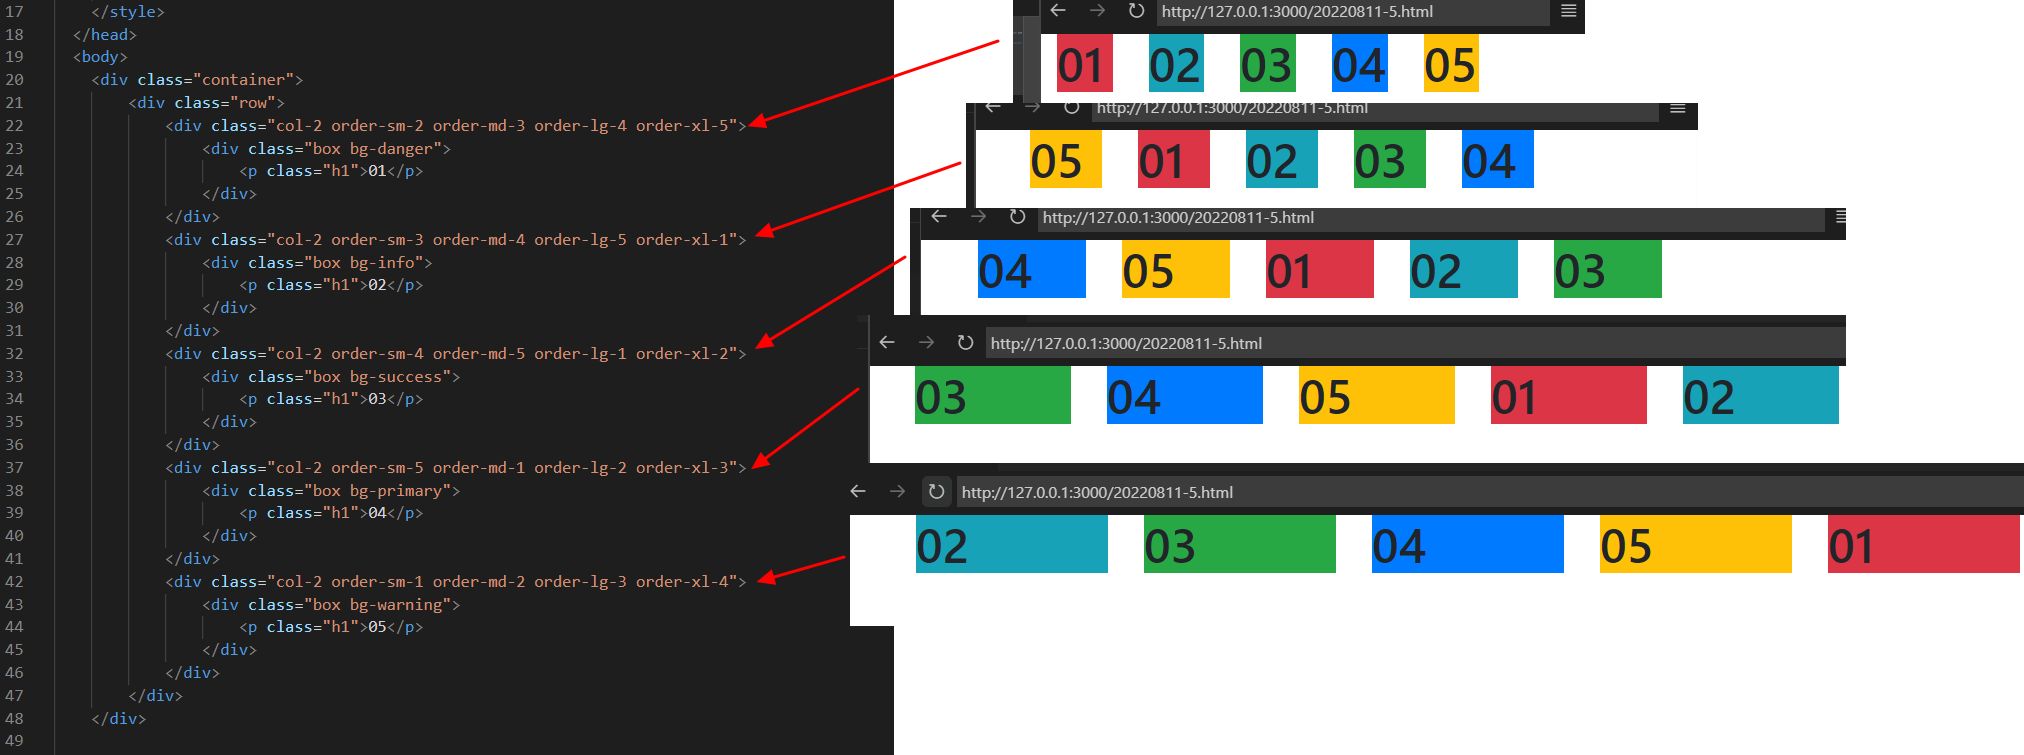 17 </style>
18 </head>
19 <body>
20 <div class="container">
21 <div class="row">
22 <div class="col-2 order-sm-2 order-md-3 order-lg-4 order-xl-5">
23 <div class="box bg-danger">
24 <p class="h1">01</p>
25 </div>
26 </div>
27 <div class="col-2 order-sm-3 order-md-4 order-lg-5 order-xl-1">
28 <div class="box bg-info">
29 <p class="h1">02</p>
30 </div>
31 </div>
32 <div class="col-2 order-sm-4 order-md-5 order-lg-1 order-xl-2">
33 <div class="box bg-success">
34 <p class="h1">03</p>
35 </div>
36 </div>
37 <div class="col-2 order-sm-5 order-md-1 order-lg-2 order-xl-3">
38 <div class="box bg-primary">
39 <p class="h1">04</p>
40 </div>
41 </div>
42 <div class="col-2 order-sm-1 order-md-2 order-lg-3 order-xl-4">
43 <div class="box bg-warning">
44 <p class="h1">05</p>
45 </div>
46 </div>
47 </div>
48 </div>
49
http://127.0.0.1:3000/20220811-5.html
01 02 03 04 05
http://127.0.0.1:3000/20220811-5.html
05 01 02 03 04
http://127.0.0.1:3000/20220811-5.html
04 05 01 02 03
http://127.0.0.1:3000/20220811-5.html
03 04 05 01 02
http://127.0.0.1:3000/20220811-5.html
02 03 04 05 01